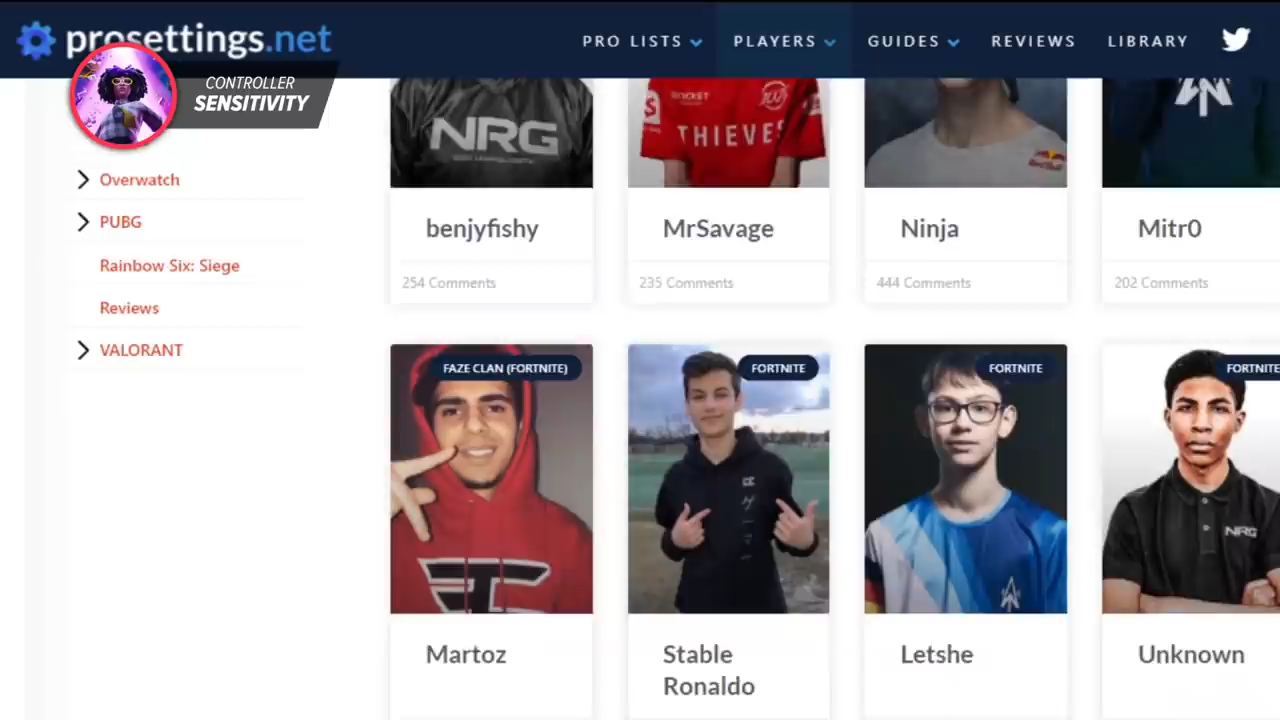 prosettings.net
PRO LISTS
PLAYERS
GUIDES
REVIEWS
LIBRARY
CONTROLLER
SENSITIVITY
Overwatch
PUBG
Rainbow Six: Siege
Reviews
VALORANT
NRG
THIEVES
benjyfishy
MrSavage
Ninja
Mitr0
254 Comments
235 Comments
444 Comments
202 Comments
FAZE CLAN (FORTNITE)
FORTNITE
FORTNITE
FORTNITE
NRG
Martoz
Stable
Ronaldo
Letshe
Unknown